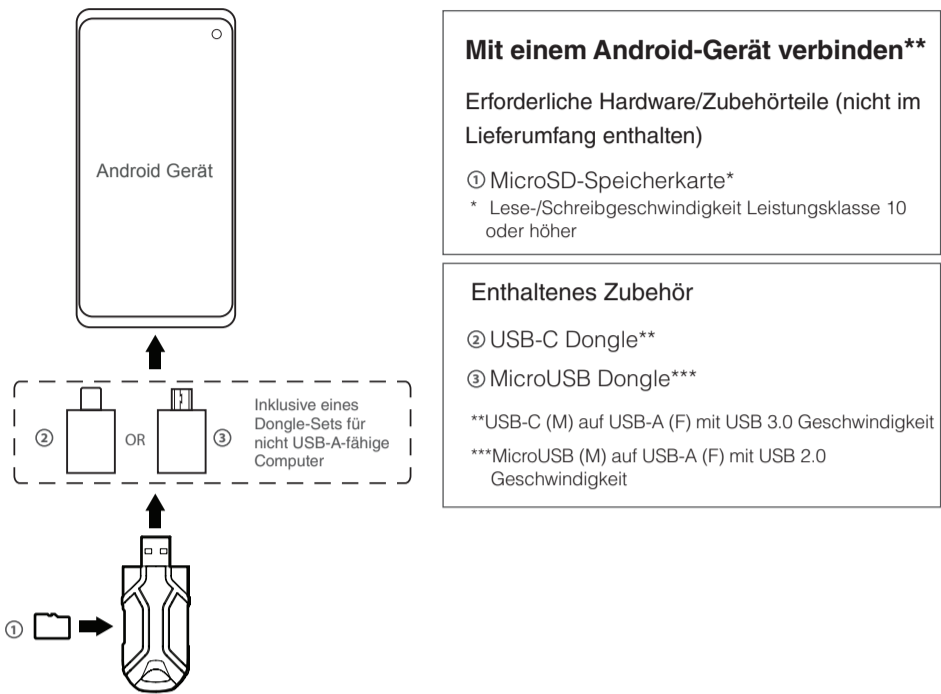 Android Gerät
②
OR
③
Inklusive eines
Dongle-Sets für
nicht USB-A-fähige
Computer
①
Mit einem Android-Gerät verbinden**
Erforderliche Hardware/Zubehörteile (nicht im
Lieferumfang enthalten)
① MicroSD-Speicherkarte*
* Lese-/Schreibgeschwindigkeit Leistungsklasse 10
oder höher
Enthaltenes Zubehör
② USB-C Dongle**
③ MicroUSB Dongle***
**USB-C (M) auf USB-A (F) mit USB 3.0 Geschwindigkeit
***MicroUSB (M) auf USB-A (F) mit USB 2.0
Geschwindigkeit